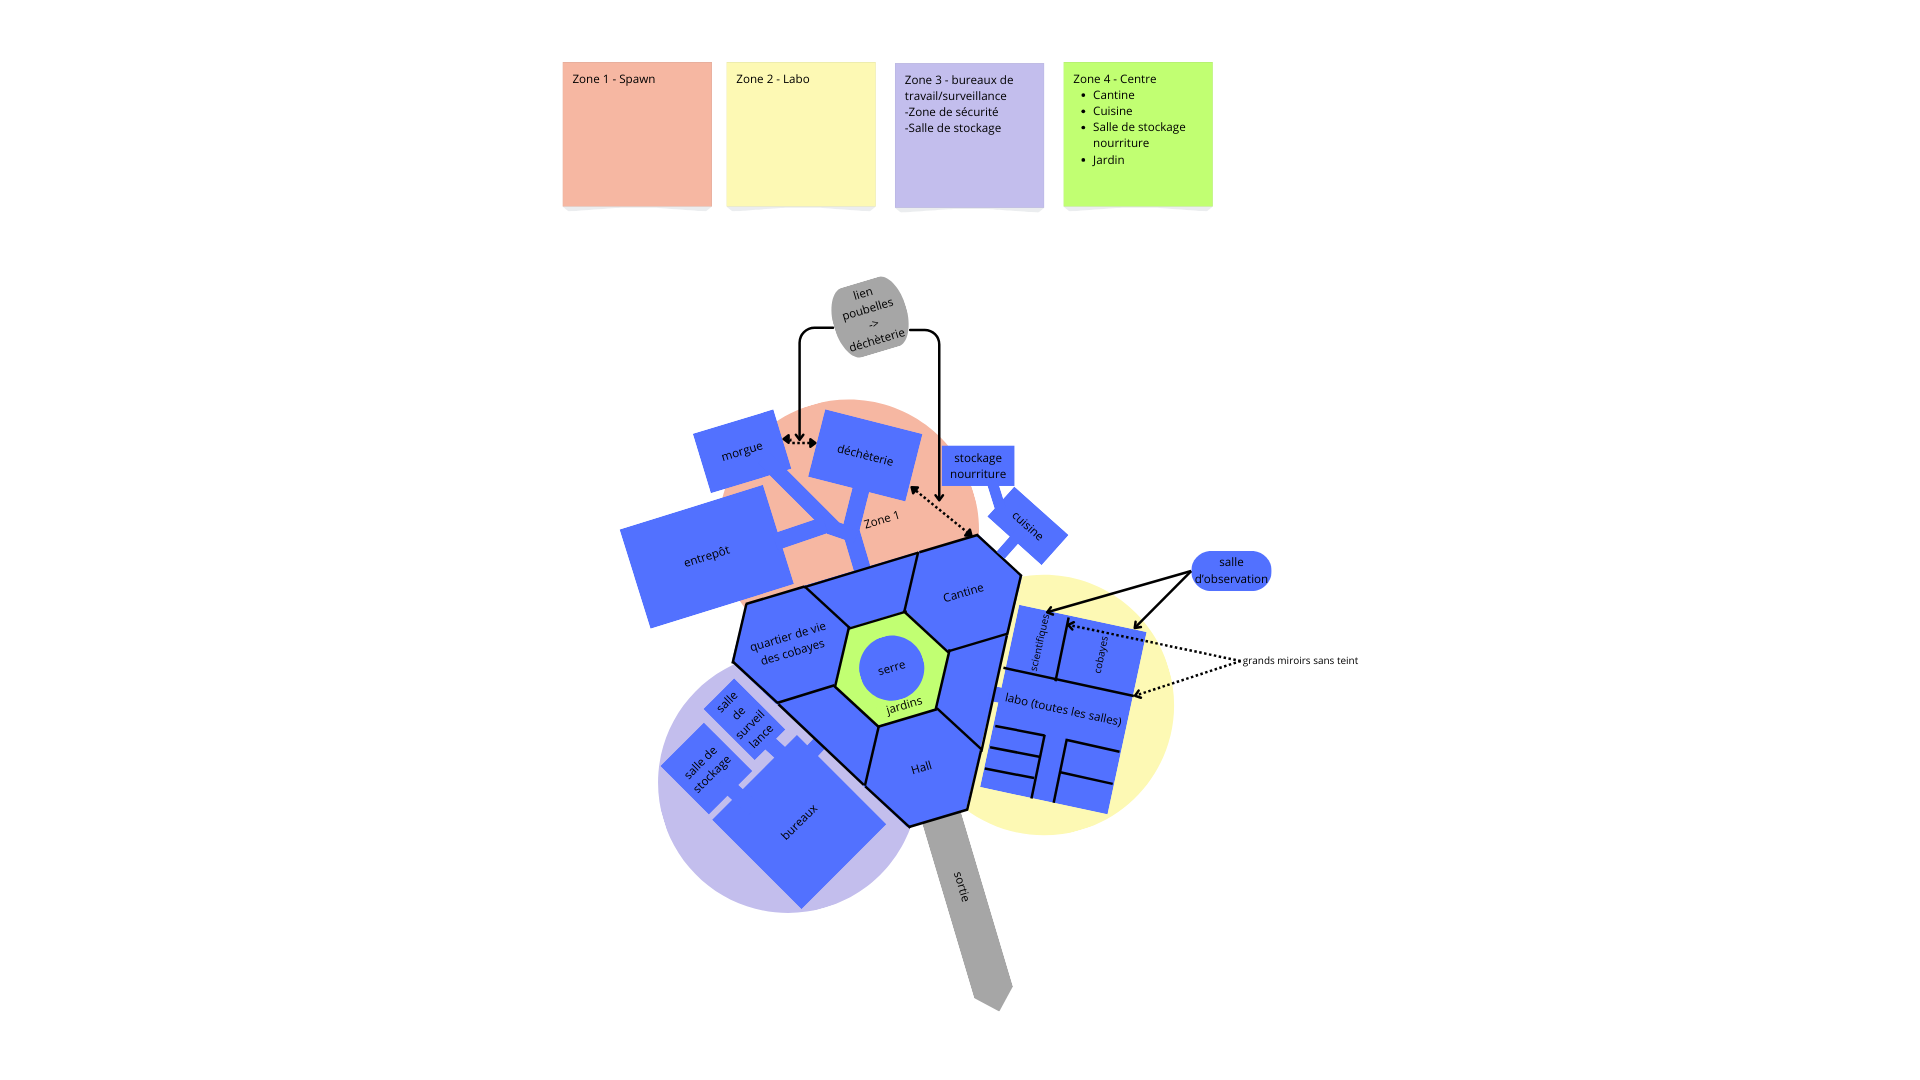 Zone 1 - Spawn
Zone 2 - Labo
Zone 3 - bureaux de
travail/surveillance
-Zone de sécurité
-Salle de stockage
Zone 4 - Centre
• Cantine
• Cuisine
• Salle de stockage
nourriture
• Jardin
lien
poubelles
->
déchèterie
morgue
déchèterie
stockage
nourriture
Zone 1
cuisine
entrepôt
salle
d'observation
Cantine
quartier de vie
des cobayes
scientifiques
cobayes
grands miroirs sans teint
serre
jardins
labo (toutes les salles)
salle
de
surveil
lance
salle de
stockage
Hall
bureaux
sortie